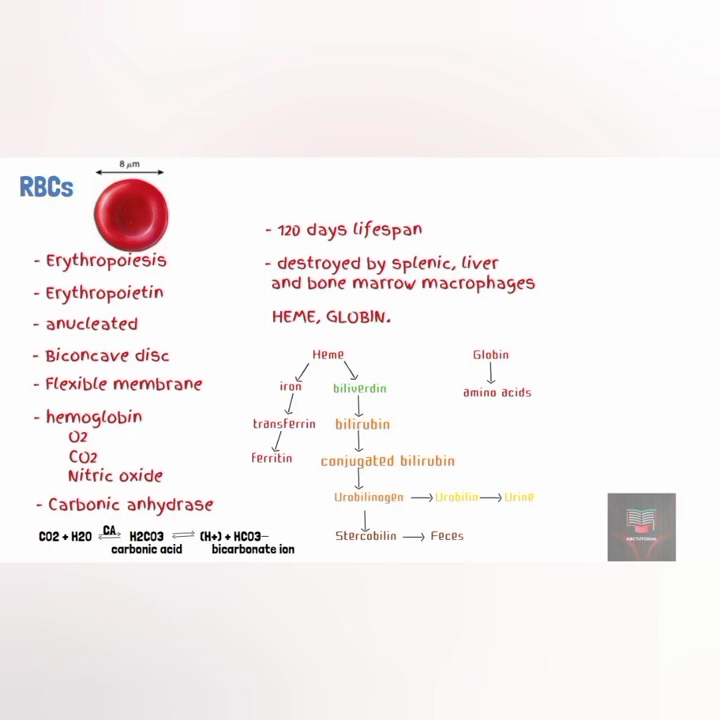 8 µm
RBCs
- Erythropoiesis
- Erythropoietin
- anucleated
- Biconcave disc
- Flexible membrane
- hemoglobin
O2
CO2
Nitric oxide
- Carbonic anhydrase
CO2 + H2O CA H2CO3 (H+) + HCO3-
carbonic acid bicarbonate ion
- 120 days lifespan
- destroyed by splenic, liver
and bone marrow macrophages
HEME, GLOBIN.
Heme Globin
iron biliverdin amino acids
transferrin bilirubin
Ferritin conjugated bilirubin
Urobilinogen Urobilin Urine
Stercobilin Feces
ABCTUTORIAL